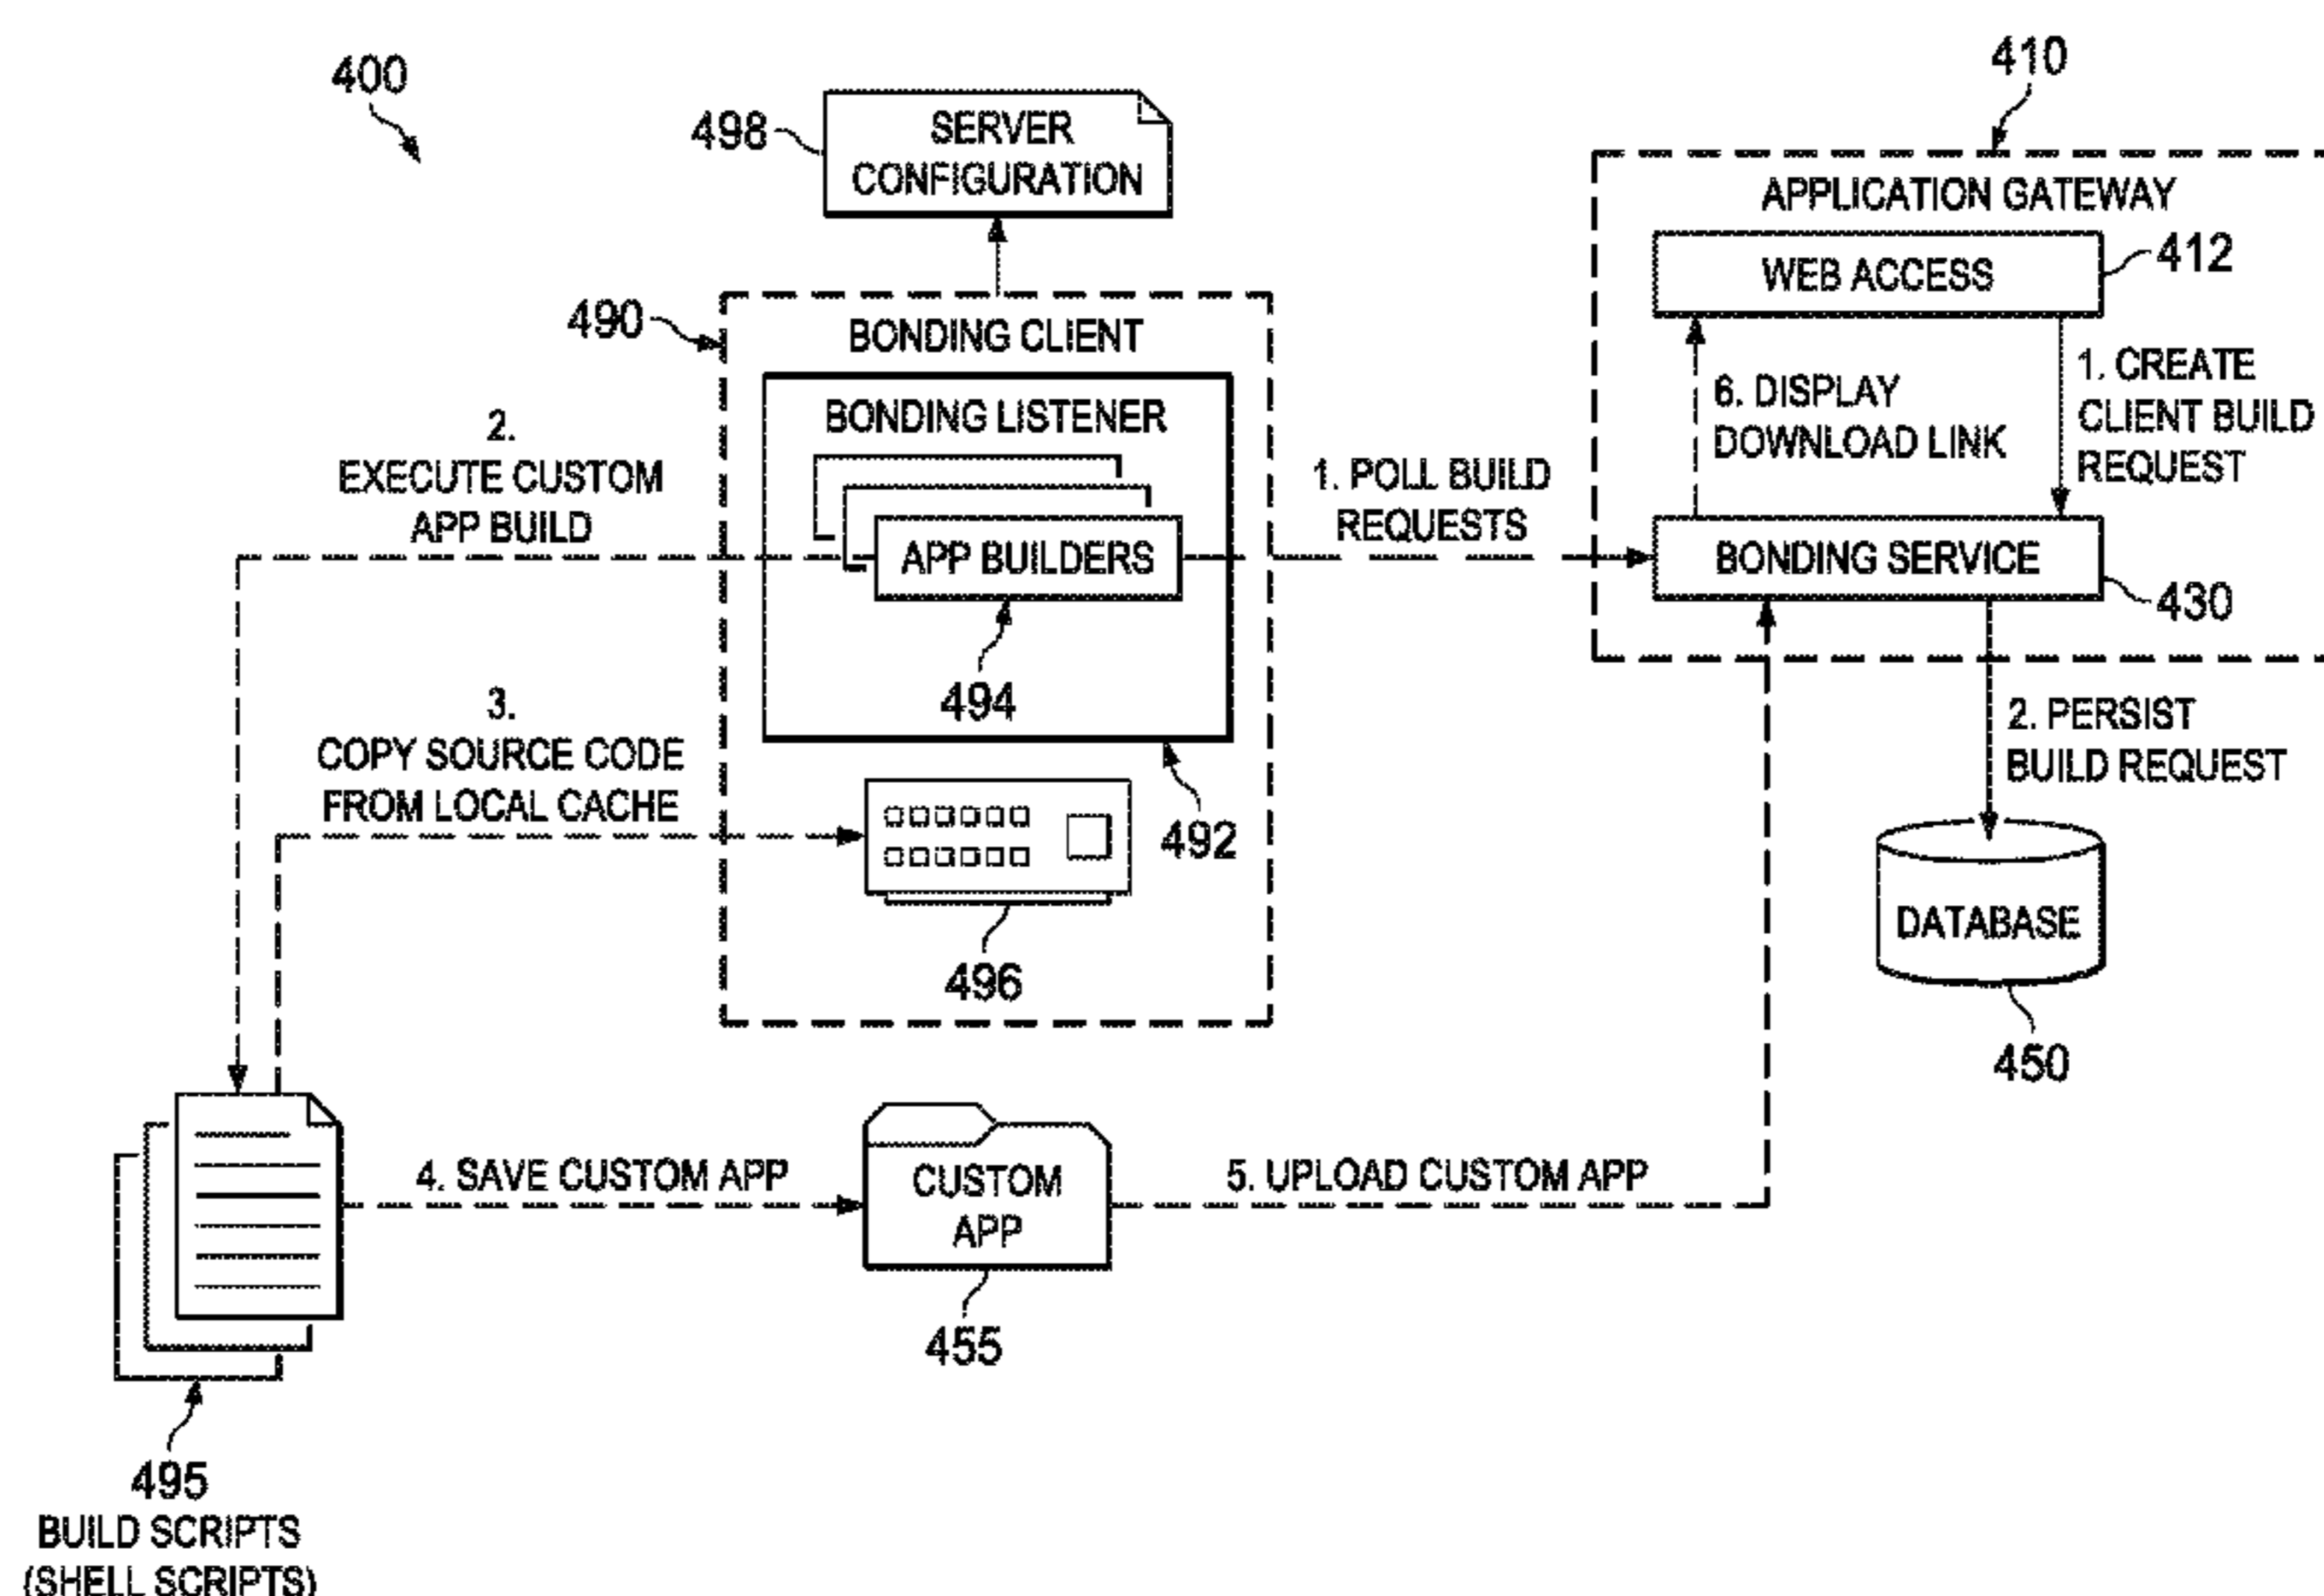 400
410
498
SERVER
CONFIGURATION
APPLICATION GATEWAY
WEB ACCESS
412
490
BONDING CLIENT
BONDING LISTENER
6. DISPLAY
DOWNLOAD LINK
1. CREATE
CLIENT BUILD
REQUEST
2.
EXECUTE CUSTOM
APP BUILD
1. POLL BUILD
REQUESTS
APP BUILDERS
BONDING SERVICE
430
494
3.
COPY SOURCE CODE
FROM LOCAL CACHE
2. PERSIST
BUILD REQUEST
492
496
DATABASE
450
4. SAVE CUSTOM APP
CUSTOM
APP
5. UPLOAD CUSTOM APP
455
495
BUILD SCRIPTS
(SHELL SCRIPTS)